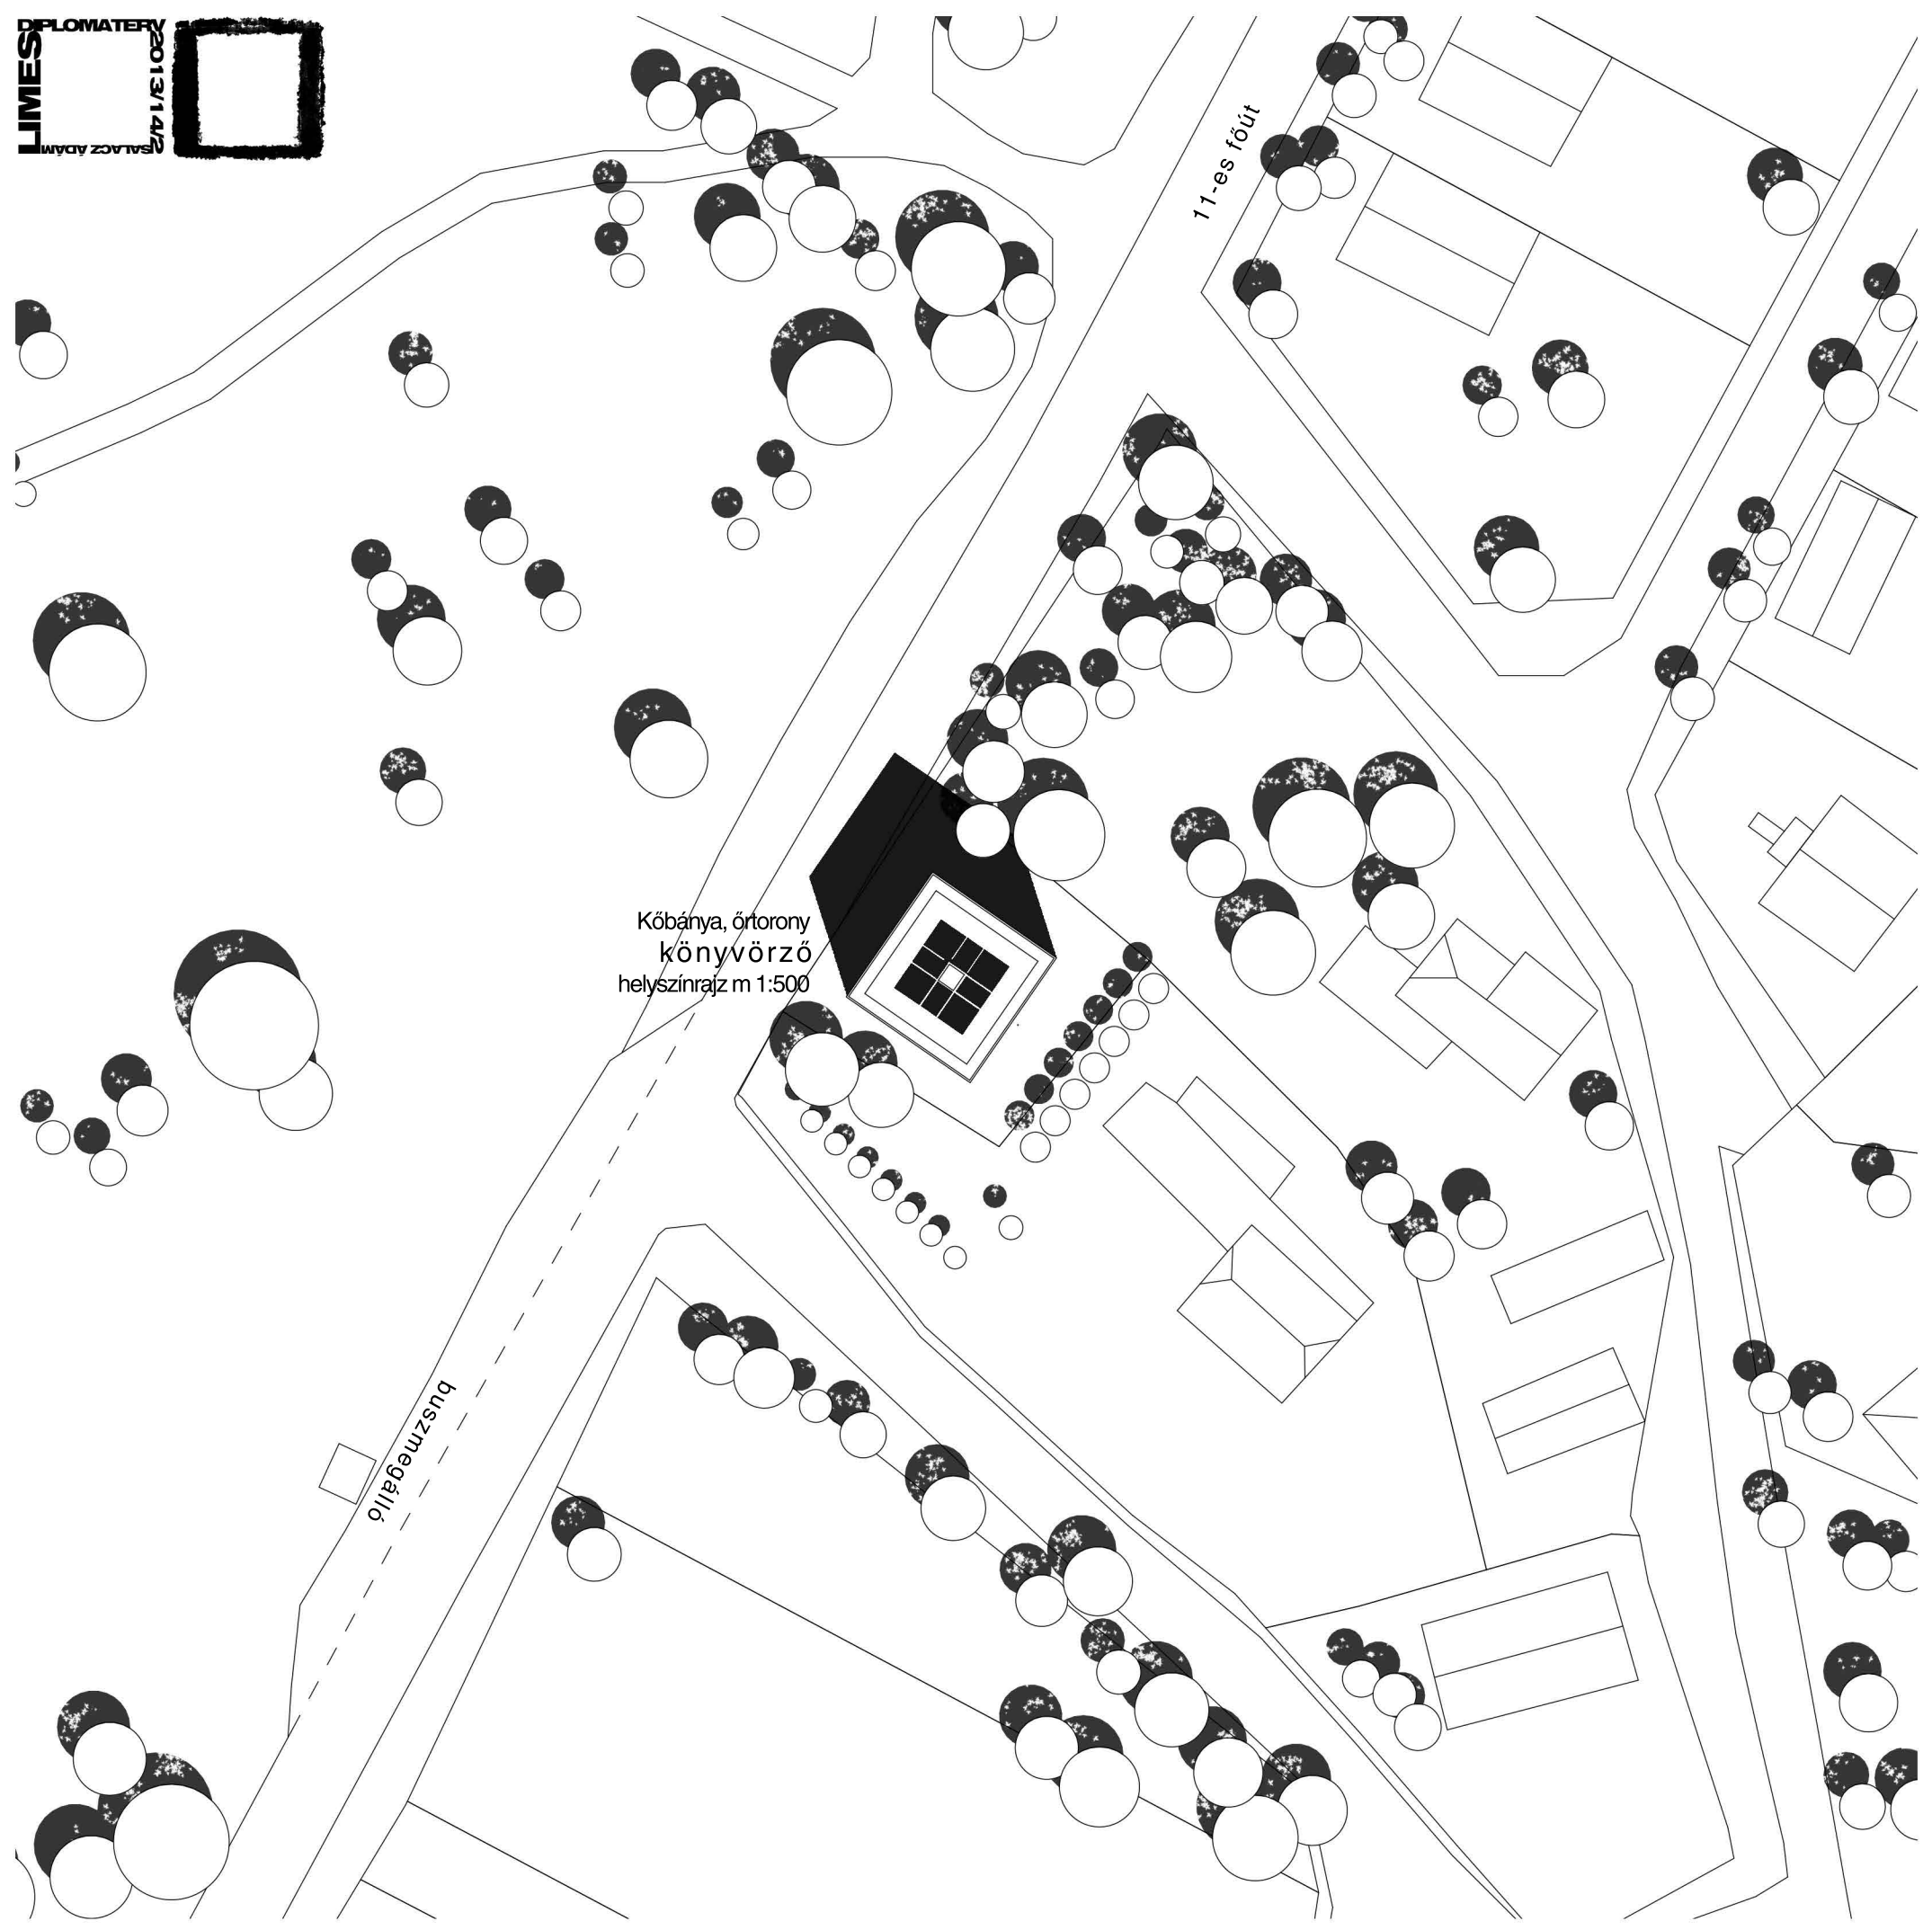 DIPLOMATERV
LIMES
2013/14/2
SALACZ ÁDÁM
11-es főút
Kőbánya, őrtorony
könyvörző
helyszínrajz m 1:500
buszmegálló